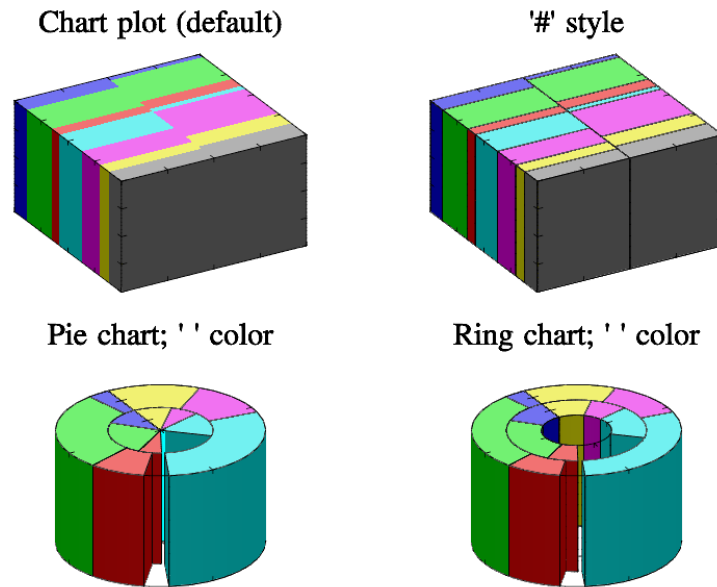 Chart plot (default)
'#' style
Pie chart; ' ' color
Ring chart; ' ' color